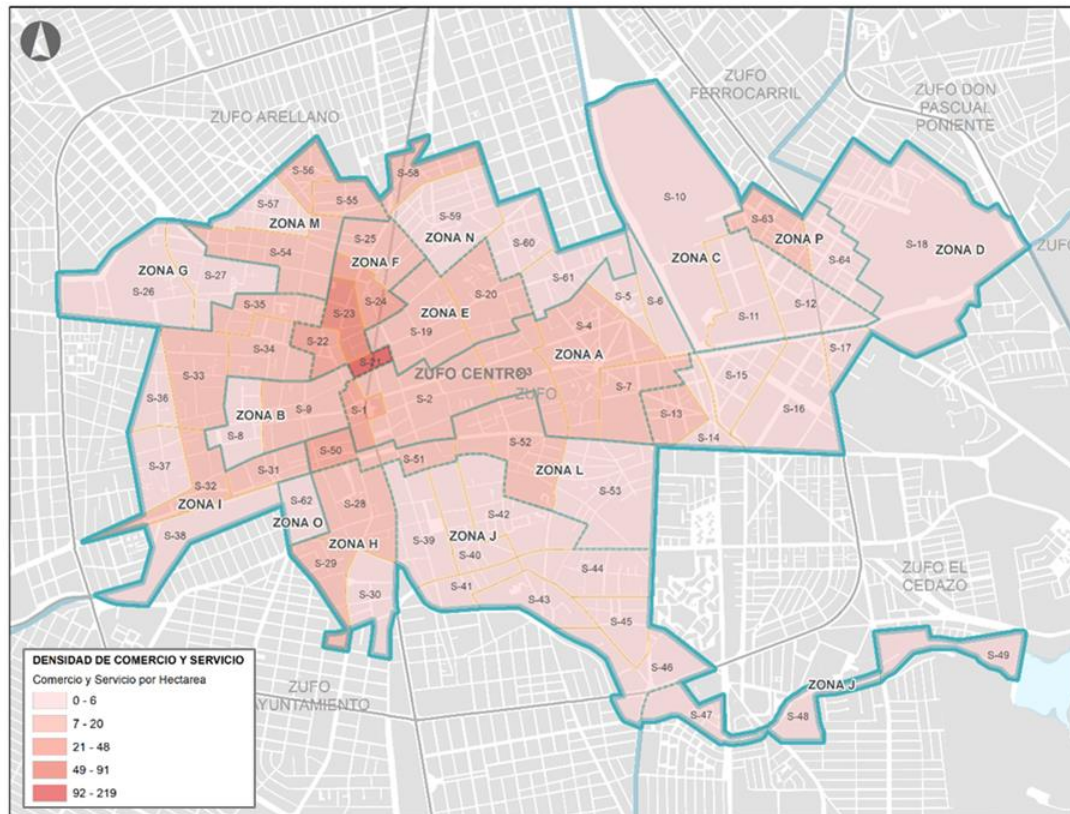 ZUFO
FERROCARRIL
ZUFO DON
PASCUAL
PONIENTE
ZUFO ARELLANO
S-56
S-58
S-55
S-57
S-10
S-59
S-63
ZONA M
ZONA N
S-25
S-60
ZONA P
S-54
S-18
ZONA D
ZONA C
S-64
ZONA F
ZONA G
S-27
S-61
S-26
S-20
S-24
S-5
S-6
S-12
S-35
S-23
ZONA E
S-11
S-4
S-19
S-22
S-34
S-17
S-21
ZONA A
S-33
ZUFO CENTRO
S-7
S-15
ZUFO
S-36
S-2
S-9
S-1
S-16
ZONA B
S-13
S-8
S-14
S-52
S-50
S-51
S-37
S-31
ZONA L
S-32
S-53
ZONA I
S-62
S-28
S-42
ZONA O
S-38
S-39
ZONA J
ZONA H
S-40
S-29
S-44
ZUFO EL
CEDAZO
S-41
S-30
S-43
S-45
S-49
S-46
ZONA J
ZUFO
AYUNTAMIENTO
S-47
S-48
DENSIDAD DE COMERCIO Y SERVICIO
Comercio y Servicio por Hectarea
0 - 6
7 - 20
21 - 48
49 - 91
92 - 219